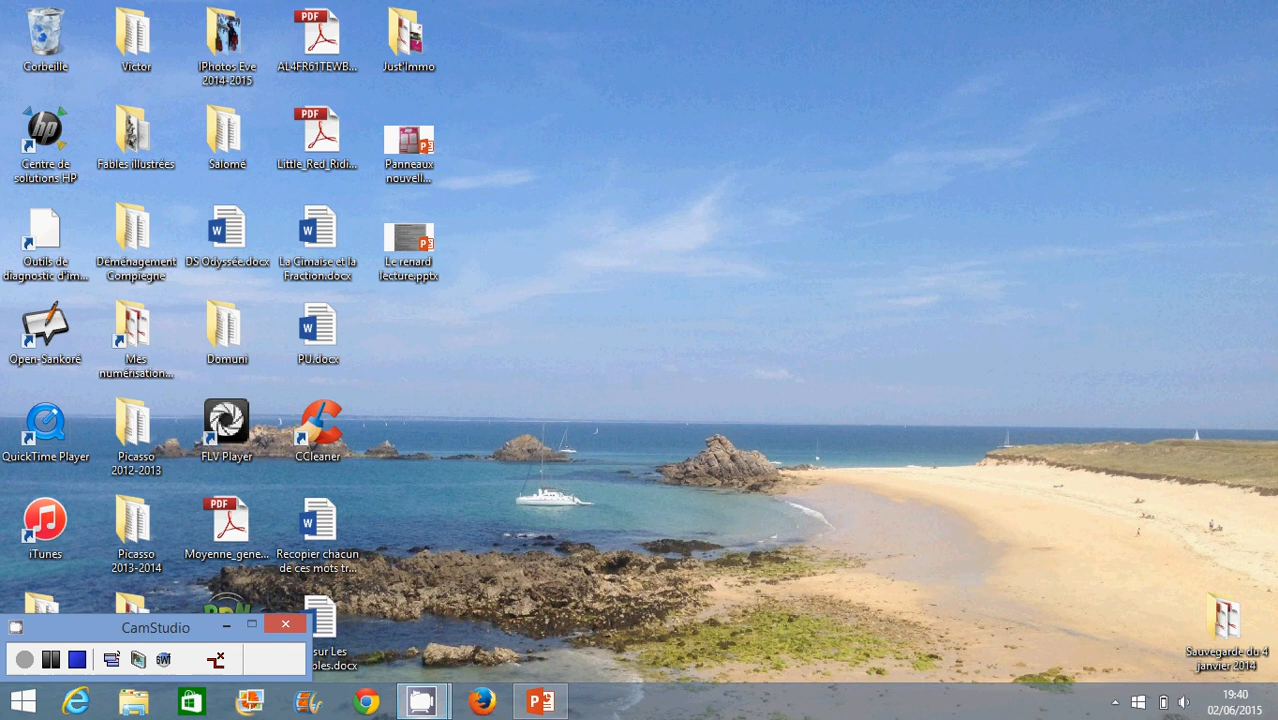 Corbeille
Victor
IPhotos Eve
2014-2015
PDF
AL4FR61TEWB...
Just'Immo
hp
Centre de
solutions HP
Fables illustrées
Salomé
PDF
Little_Red_Ridi...
Panneaux
nouvell...
Outils de
diagnostic d'im...
Déménagement
Compiegne
W
DS Odyssée.docx
W
La Cimaise et la
Fraction.docx
Le renard
lecture.pptx
Open-Sankoré
Mes
numérisation...
Domuni
W
PU.docx
QuickTime Player
Picasso
2012-2013
FLV Player
CCleaner
iTunes
Picasso
2013-2014
PDF
Moyenne_gene...
W
Recopier chacun
de ces mots tr...
CamStudio
SWF
sur Les
bles.docx
Sauvegarde du 4
janvier 2014
19:40
02/06/2015